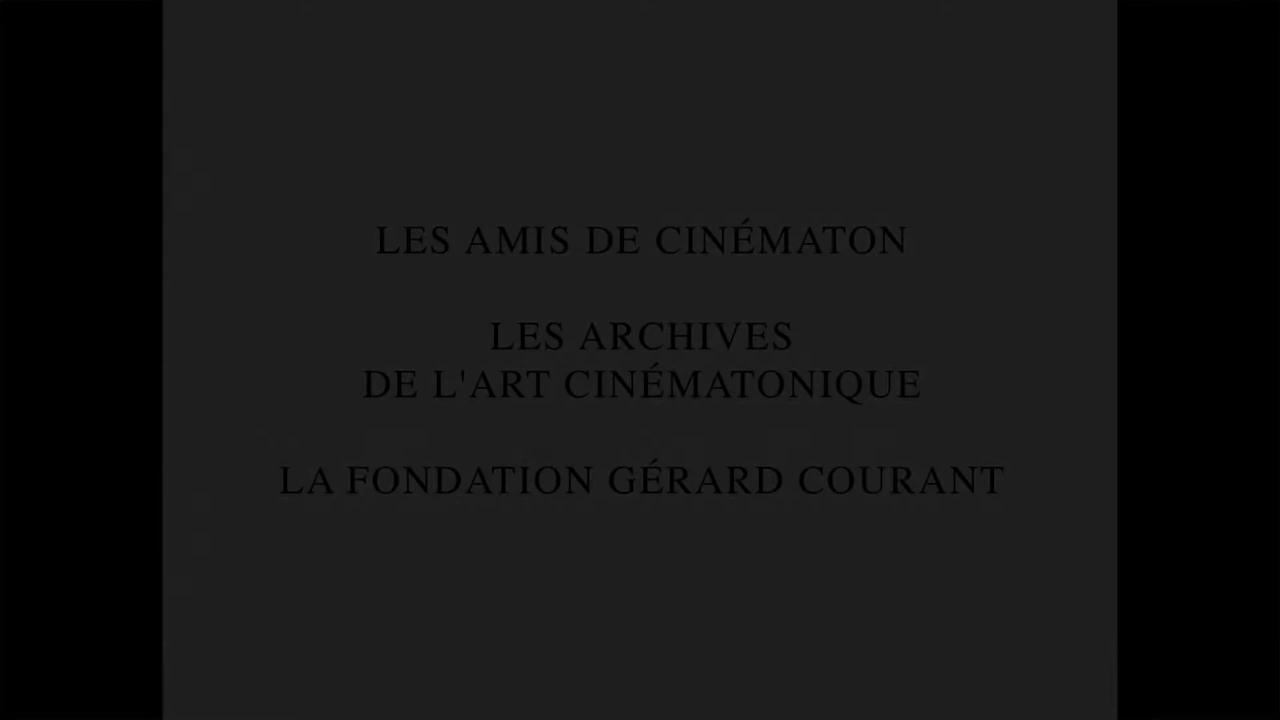 LES AMIS DE CINÉMATON
LES ARCHIVES
DE L'ART CINÉMATONIQUE
LA FONDATION GÉRARD COURANT